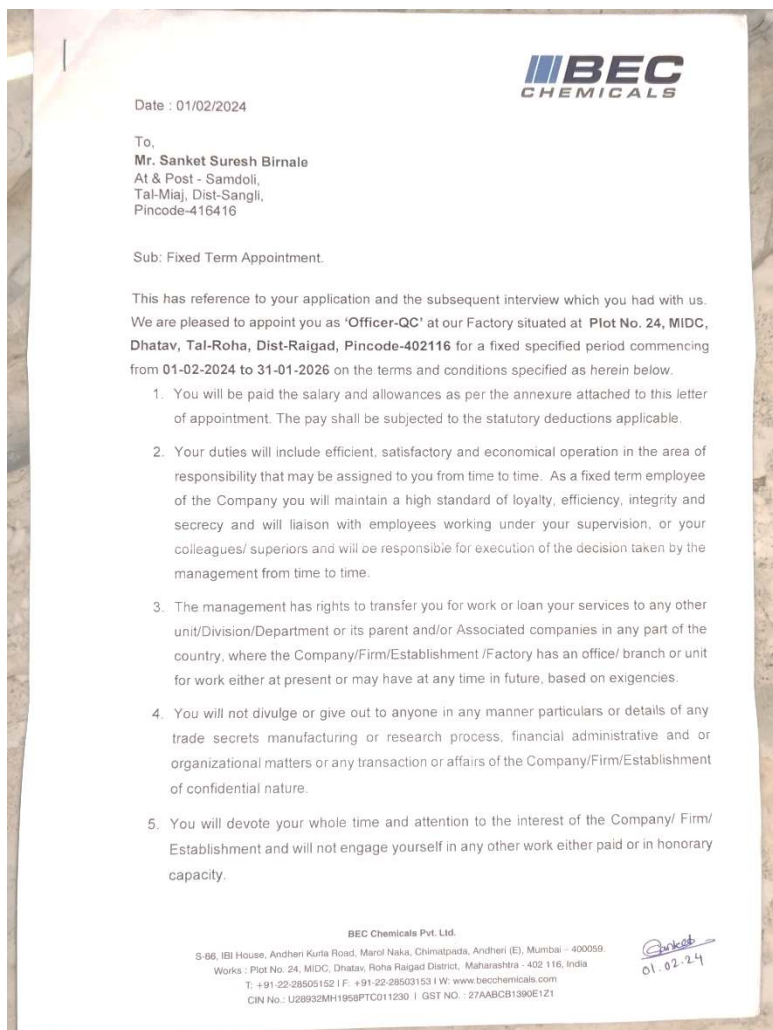 BEC
CHEMICALS
Date : 01/02/2024
To,
Mr. Sanket Suresh Birnale
At & Post - Samdoli,
Tal-Miaj, Dist-Sangli,
Pincode-416416
Sub: Fixed Term Appointment.
This has reference to your application and the subsequent interview which you had with us.
We are pleased to appoint you as ‘Officer-QC’ at our Factory situated at Plot No. 24, MIDC,
Dhatav, Tal-Roha, Dist-Raigad, Pincode-402116 for a fixed specified period commencing
from 01-02-2024 to 31-01-2026 on the terms and conditions specified as herein below.
1. You will be paid the salary and allowances as per the annexure attached to this letter
of appointment. The pay shall be subjected to the statutory deductions applicable.
2. Your duties will include efficient, satisfactory and economical operation in the area of
responsibility that may be assigned to you from time to time. As a fixed term employee
of the Company you will maintain a high standard of loyalty, efficiency, integrity and
secrecy and will liaison with employees working under your supervision, or your
colleagues/ superiors and will be responsible for execution of the decision taken by the
management from time to time.
3. The management has rights to transfer you for work or loan your services to any other
unit/Division/Department or its parent and/or Associated companies in any part of the
country, where the Company/Firm/Establishment /Factory has an office/ branch or unit
for work either at present or may have at any time in future, based on exigencies.
4. You will not divulge or give out to anyone in any manner particulars or details of any
trade secrets manufacturing or research process, financial administrative and or
organizational matters or any transaction or affairs of the Company/Firm/Establishment
of confidential nature.
5. You will devote your whole time and attention to the interest of the Company/ Firm/
Establishment and will not engage yourself in any other work either paid or in honorary
capacity.
BEC Chemicals Pvt. Ltd.
S-66, IBI House, Andheri Kurla Road, Marol Naka, Chimatpada, Andheri (E), Mumbai – 400059.
Works : Plot No. 24, MIDC, Dhatav, Roha Raigad District, Maharashtra - 402 116, India
T: +91-22-28505152 I F: +91-22-28503153 I W: www.becchemicals.com
CIN No.: U28932MH1958PTC011230 | GST NO. : 27AABCB1390E1Z1
Sanket
01.02-24